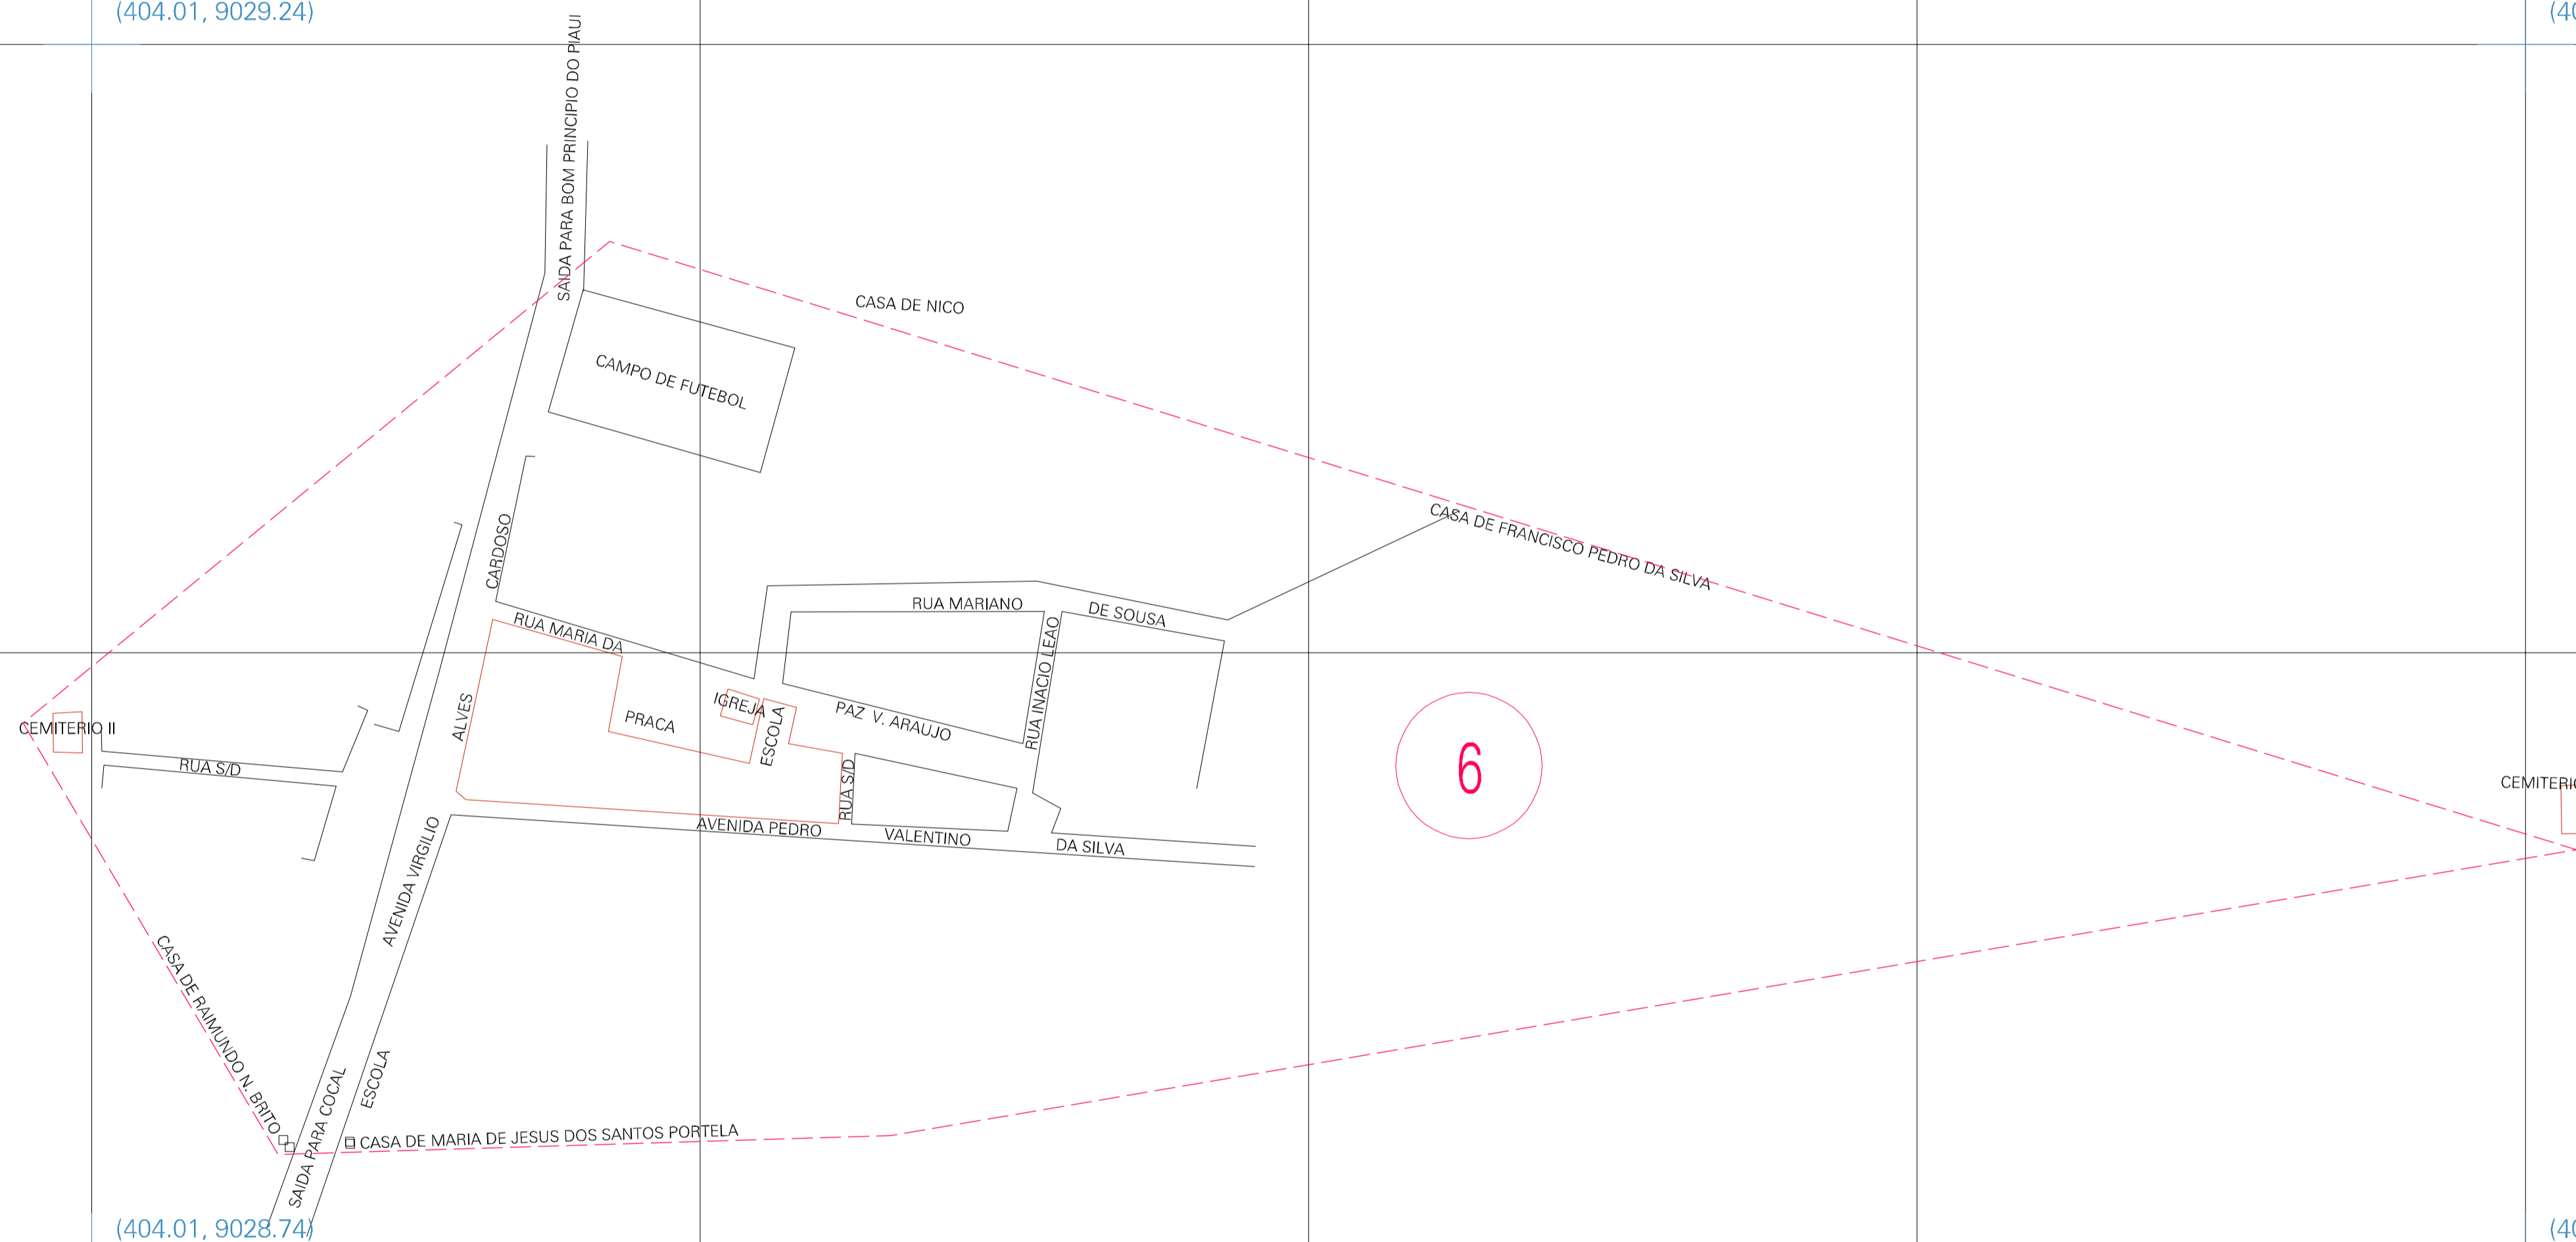 (404.01, 9029.24)
(40
SAIDA PARA BOM PRINCIPIO DO PIAUI
CASA DE NICO
CAMPO DE FUTEBOL
CASA DE FRANCISCO PEDRO DA SILVA
CARDOSO
RUA MARIANO
DE SOUSA
RUA MARIA DA
RUA INACIO LEAO
IGREJA
PRACA
ESCOLA
PAZ V. ARAUJO
ALVES
CEMITERIO II
RUA S/D
RUA S/D
6
CEMITERIO
AVENIDA PEDRO
VALENTINO
DA SILVA
AVENIDA VIRGILIO
CASA DE RAIMUNDO N. BRITO
ESCOLA
SAIDA PARA COCAL
CASA DE MARIA DE JESUS DOS SANTOS PORTELA
(404.01, 9028.74)
(40